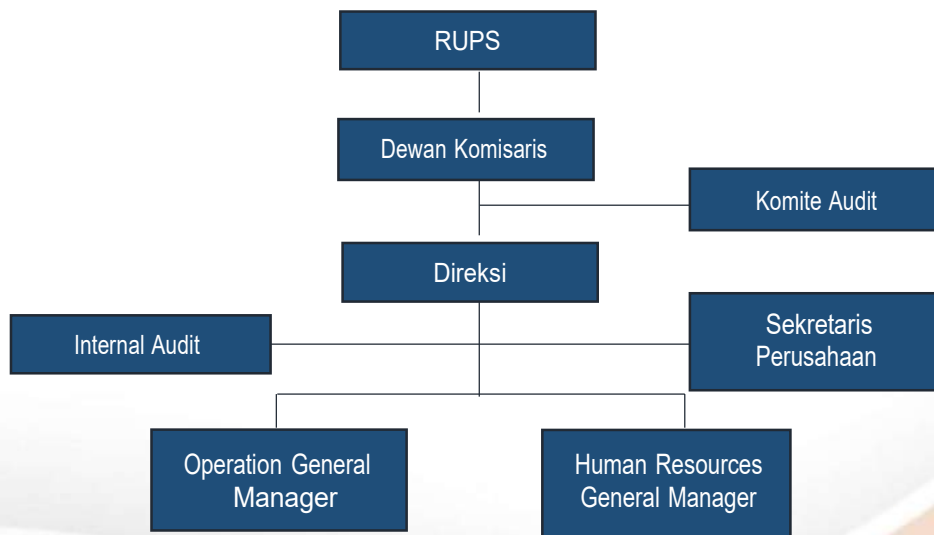 RUPS
Dewan Komisaris
Komite Audit
Direksi
Internal Audit
Sekretaris
Perusahaan
Operation General
Manager
Human Resources
General Manager